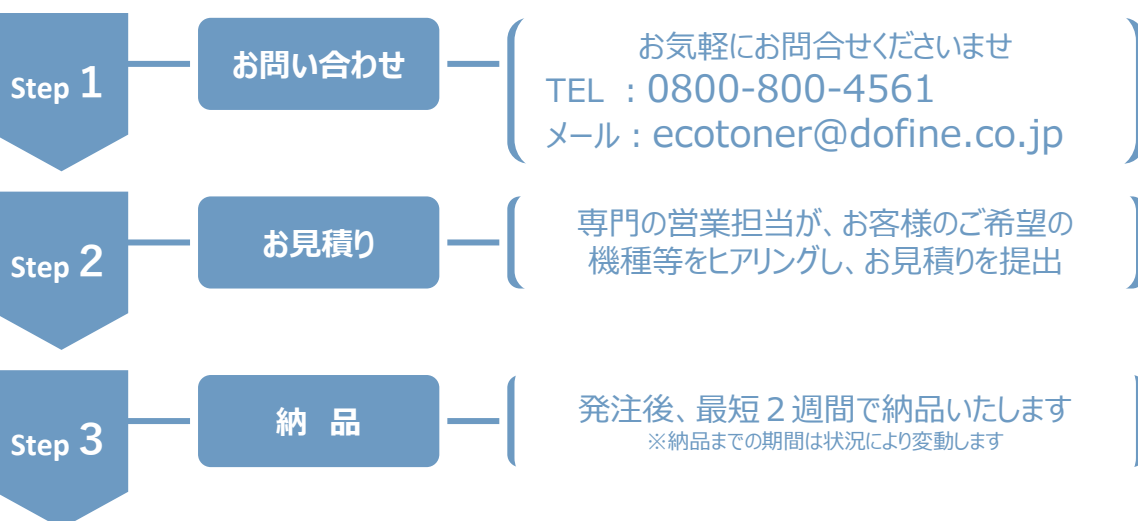 Step 1
お問い合わせ
お気軽にお問合せくださいませ
TEL ：0800-800-4561
メール：ecotoner@dofine.co.jp
Step 2
お見積り
専門の営業担当が、お客様のご希望の
機種等をヒアリングし、お見積りを提出
Step 3
納　品
発注後、最短２週間で納品いたします
※納品までの期間は状況により変動します